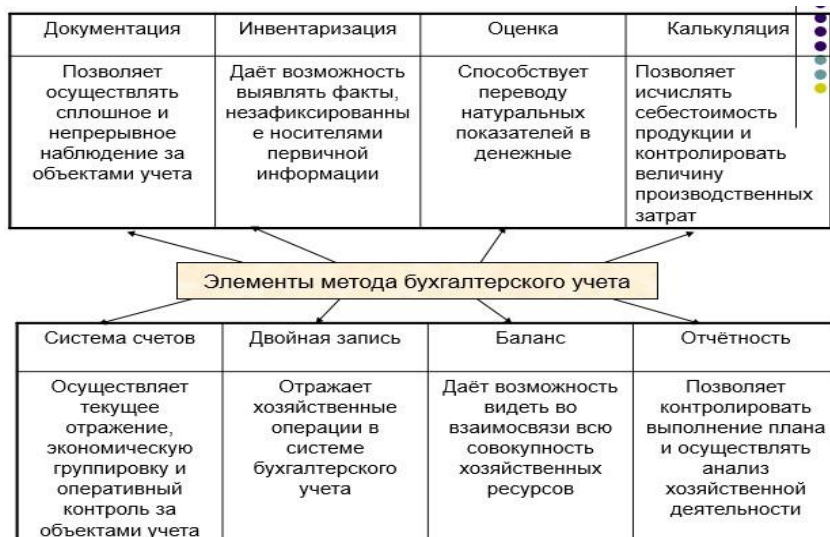 Документация
Позволяет
осуществлять
сплошное и
непрерывное
наблюдение за
объектами учета
Инвентаризация
Даёт возможность
выявлять факты,
незафиксированны
е носителями
первичной
информации
Оценка
Способствует
переводу
натуральных
показателей в
денежные
Калькуляция
Позволяет
исчислять
себестоимость
продукции и
контролировать
величину
производственных
затрат
Элементы метода бухгалтерского учета
Система счетов
Осуществляет
текущее
отражение,
экономическую
группировку и
оперативный
контроль за
объектами учета
Двойная запись
Отражает
хозяйственные
операции в
системе
бухгалтерского
учета
Баланс
Даёт возможность
видеть во
взаимосвязи всю
совокупность
хозяйственных
ресурсов
Отчётность
Позволяет
контролировать
выполнение плана
и осуществлять
анализ
хозяйственной
деятельности